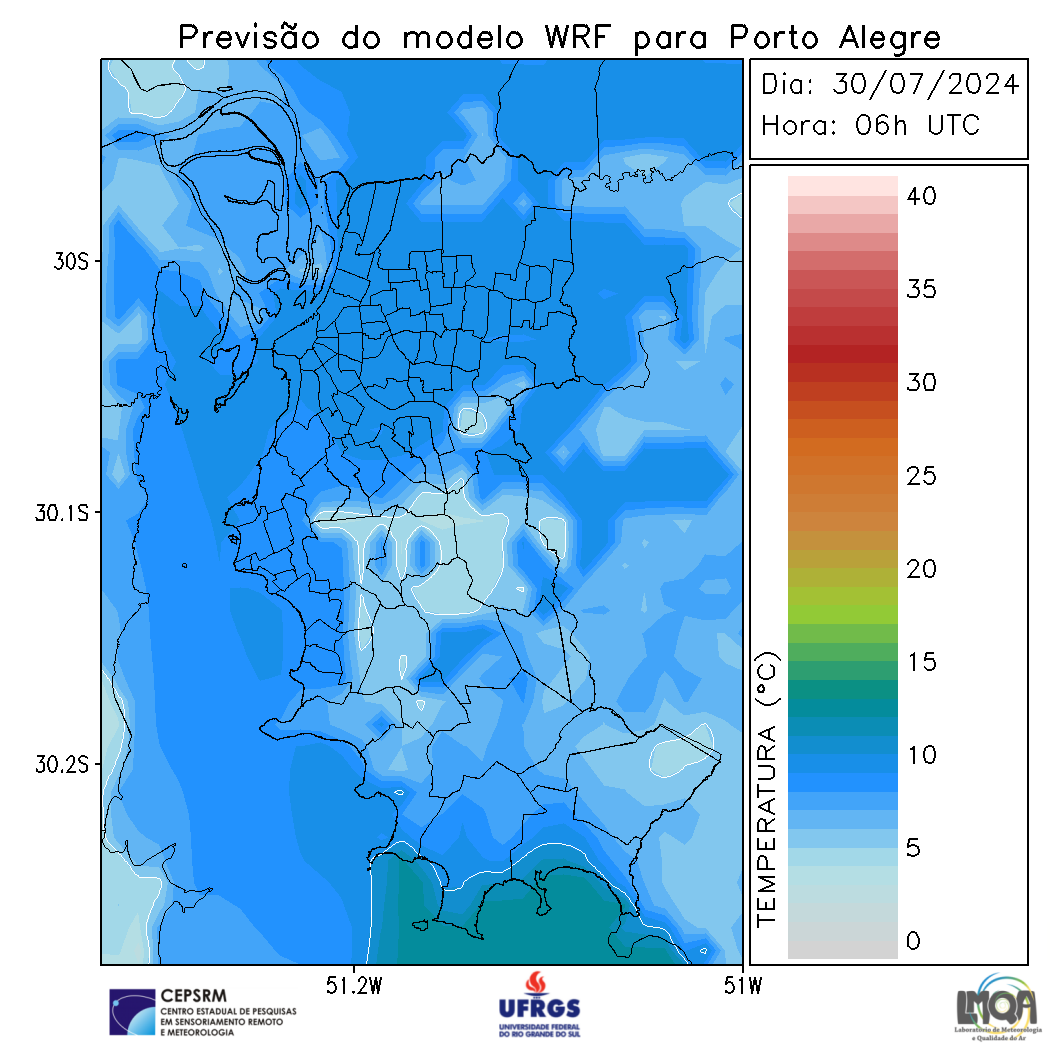 Previsão do modelo WRF para Porto Alegre
Dia: 30/07/2024
Hora: 06h UTC
40
35
30
25
20
15
10
5
0
TEMPERATURA (°C)
30S
30.1S
30.2S
51.2W
51W
CEPSRM
CENTRO ESTADUAL DE PESQUISAS
EM SENSORIAMENTO REMOTO
E METEOROLOGIA
UFRGS
UNIVERSIDADE FEDERAL
DO RIO GRANDE DO SUL
LMQA
Laboratório de Meteorologia
e Qualidade do Ar